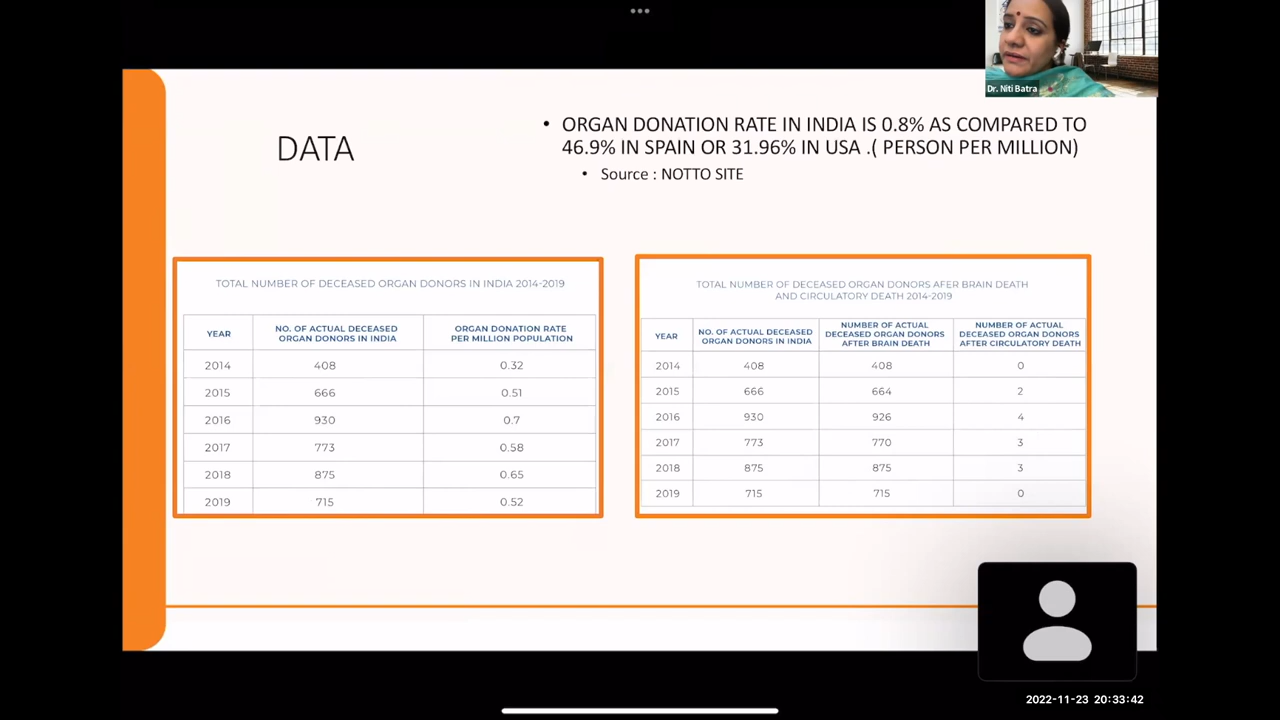 Dr. Niti Batra
DATA
• ORGAN DONATION RATE IN INDIA IS 0.8% AS COMPARED TO
46.9% IN SPAIN OR 31.96% IN USA .( PERSON PER MILLION)
• Source : NOTTO SITE
TOTAL NUMBER OF DECEASED ORGAN DONORS IN INDIA 2014-2019
YEAR NO. OF ACTUAL DECEASED ORGAN DONATION RATE
ORGAN DONORS IN INDIA PER MILLION POPULATION
2014 408 0.32
2015 666 0.51
2016 930 0.7
2017 773 0.58
2018 875 0.65
2019 715 0.52
TOTAL NUMBER OF DECEASED ORGAN DONORS AFER BRAIN DEATH
AND CIRCULATORY DEATH 2014-2019
YEAR NO. OF ACTUAL DECEASED NUMBER OF ACTUAL NUMBER OF ACTUAL
ORGAN DONORS IN INDIA DECEASED ORGAN DONORS DECEASED ORGAN DONORS
AFTER BRAIN DEATH AFTER CIRCULATORY DEATH
2014 408 408 0
2015 666 664 2
2016 930 926 4
2017 773 770 3
2018 875 875 3
2019 715 715 0
2022-11-23 20:33:42